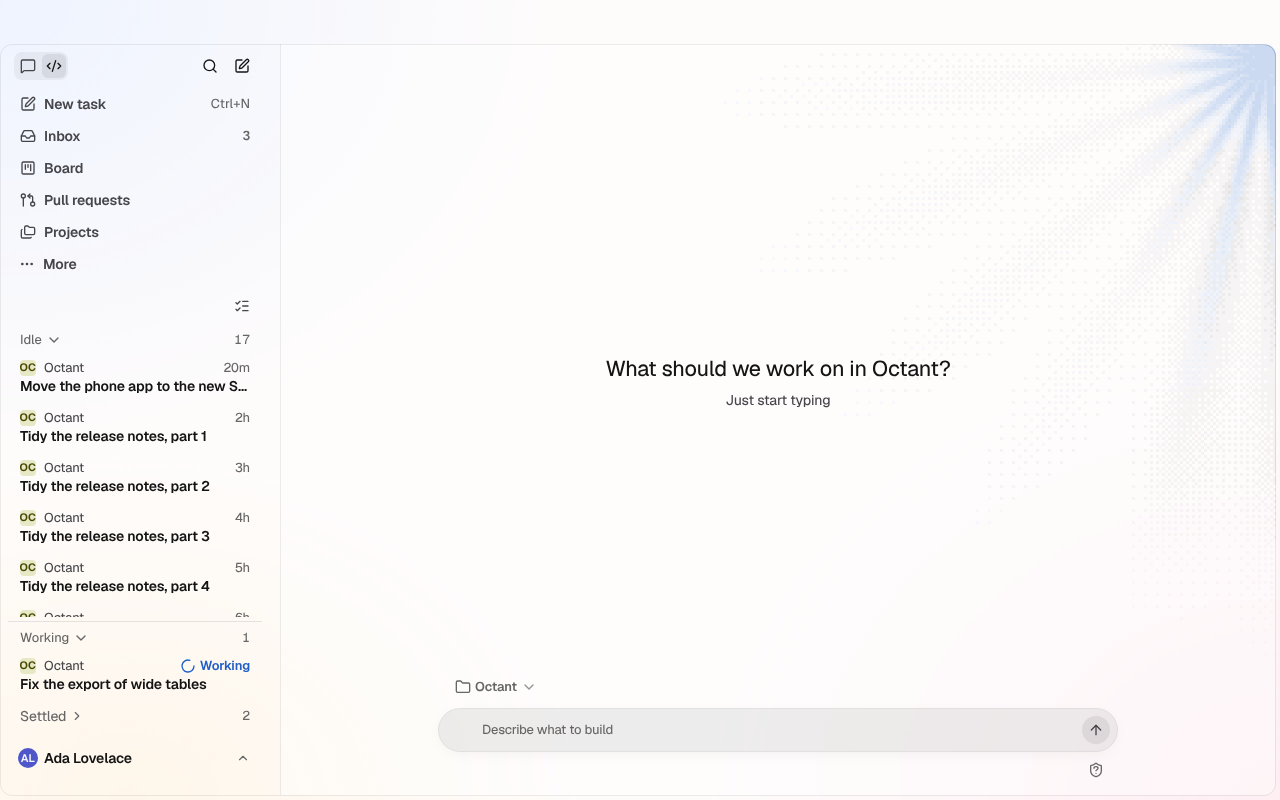 New task Ctrl+N
Inbox 3
Board
Pull requests
Projects
More
Idle 17
OC Octant 20m
Move the phone app to the new S...
OC Octant 2h
Tidy the release notes, part 1
OC Octant 3h
Tidy the release notes, part 2
OC Octant 4h
Tidy the release notes, part 3
OC Octant 5h
Tidy the release notes, part 4
OC Octant 6h
Working 1
OC Octant Working
Fix the export of wide tables
Settled 2
AL Ada Lovelace
What should we work on in Octant?
Just start typing
Octant
Describe what to build